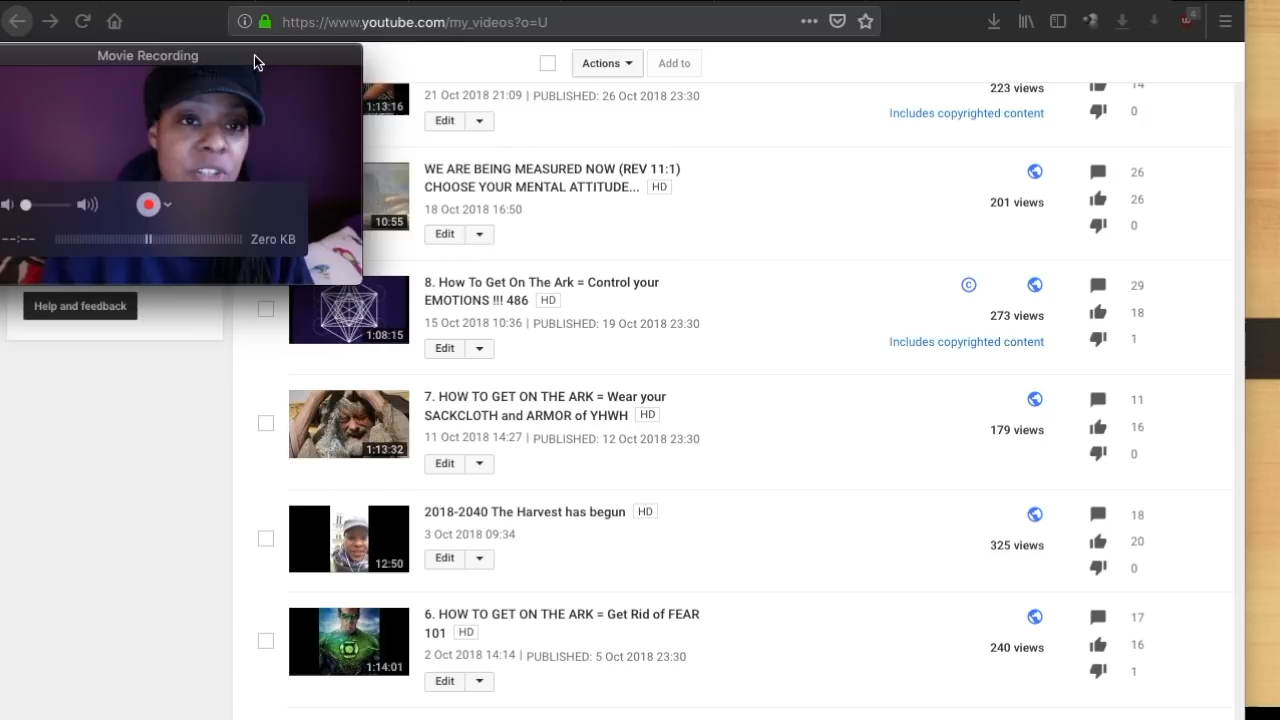 https://www.youtube.com/my_videos?o=U
4
Movie Recording
Actions
Add to
1:13:16
21 Oct 2018 21:09 | PUBLISHED: 26 Oct 2018 23:30
223 views
14
Includes copyrighted content
0
Edit
WE ARE BEING MEASURED NOW (REV 11:1)
CHOOSE YOUR MENTAL ATTITUDE... HD
10:55
18 Oct 2018 16:50
201 views
26
26
0
Edit
--:--
Zero KB
Help and feedback
8. How To Get On The Ark = Control your
EMOTIONS !!! 486 HD
1:08:15
15 Oct 2018 10:36 | PUBLISHED: 19 Oct 2018 23:30
C
273 views
Includes copyrighted content
29
18
1
Edit
7. HOW TO GET ON THE ARK = Wear your
SACKCLOTH and ARMOR of YHWH HD
1:13:32
11 Oct 2018 14:27 | PUBLISHED: 12 Oct 2018 23:30
179 views
11
16
0
Edit
2018-2040 The Harvest has begun HD
12:50
3 Oct 2018 09:34
325 views
18
20
0
Edit
6. HOW TO GET ON THE ARK = Get Rid of FEAR
101 HD
1:14:01
2 Oct 2018 14:14 | PUBLISHED: 5 Oct 2018 23:30
240 views
17
16
1
Edit